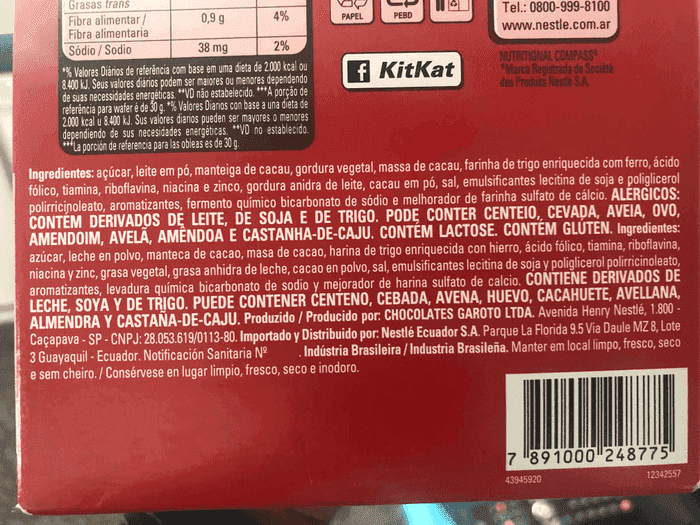 Grasas trans
Fibra alimentar / 0,9 g 4%
Fibra alimentaria
Sódio / Sodio 38 mg 2%
*% Valores Diários de referência com base em uma dieta de 2.000 kcal ou
8.400 kJ. Seus valores diários podem ser maiores ou menores dependendo
de suas necessidades energéticas. **VD não estabelecido. ***A porção de
referência para wafer é de 30 g. *% Valores Diarios con base a una dieta de
2.000 kcal u 8.400 kJ. Sus valores diarios pueden ser mayores o menores
dependiendo de sus necesidades energéticas. **VD no establecido.
***La porción de referencia para las obleas es de 30 g.
PAPEL PEBD
f KitKat
Tel.: 0800-999-8100
www.nestle.com.ar
NUTRITIONAL COMPASS®
®Marca Registrada de Société
des Produits Nestlé S.A.
Ingredientes: açúcar, leite em pó, manteiga de cacau, gordura vegetal, massa de cacau, farinha de trigo enriquecida com ferro, ácido
fólico, tiamina, riboflavina, niacina e zinco, gordura anidra de leite, cacau em pó, sal, emulsificantes lecitina de soja e poliglicerol
polirricinoleato, aromatizantes, fermento químico bicarbonato de sódio e melhorador de farinha sulfato de cálcio. ALÉRGICOS:
CONTÉM DERIVADOS DE LEITE, DE SOJA E DE TRIGO. PODE CONTER CENTEIO, CEVADA, AVEIA, OVO,
AMENDOIM, AVELÃ, AMÊNDOA E CASTANHA-DE-CAJU. CONTÉM LACTOSE. CONTÉM GLÚTEN. Ingredientes:
azúcar, leche en polvo, manteca de cacao, masa de cacao, harina de trigo enriquecida con hierro, ácido fólico, tiamina, riboflavina,
niacina y zinc, grasa vegetal, grasa anhidra de leche, cacao en polvo, sal, emulsificantes lecitina de soja y poliglicerol polirricinoleato,
aromatizantes, levadura química bicarbonato de sodio y mejorador de harina sulfato de calcio. CONTIENE DERIVADOS DE
LECHE, SOYA Y DE TRIGO. PUEDE CONTENER CENTENO, CEBADA, AVENA, HUEVO, CACAHUETE, AVELLANA,
ALMENDRA Y CASTAÑA-DE-CAJU. Produzido / Producido por: CHOCOLATES GAROTO LTDA. Avenida Henry Nestlé, 1.800 -
Caçapava - SP - CNPJ: 28.053.619/0113-80. Importado y Distribuido por: Nestlé Ecuador S.A. Parque La Florida 9.5 Via Daule MZ 8, Lote
3 Guayaquil - Ecuador. Notificación Sanitaria Nº . Indústria Brasileira / Industria Brasileña. Manter em local limpo, fresco, seco
e sem cheiro. / Consérvese en lugar limpio, fresco, seco e inodoro.
7 891000 248775
43945920 12342557